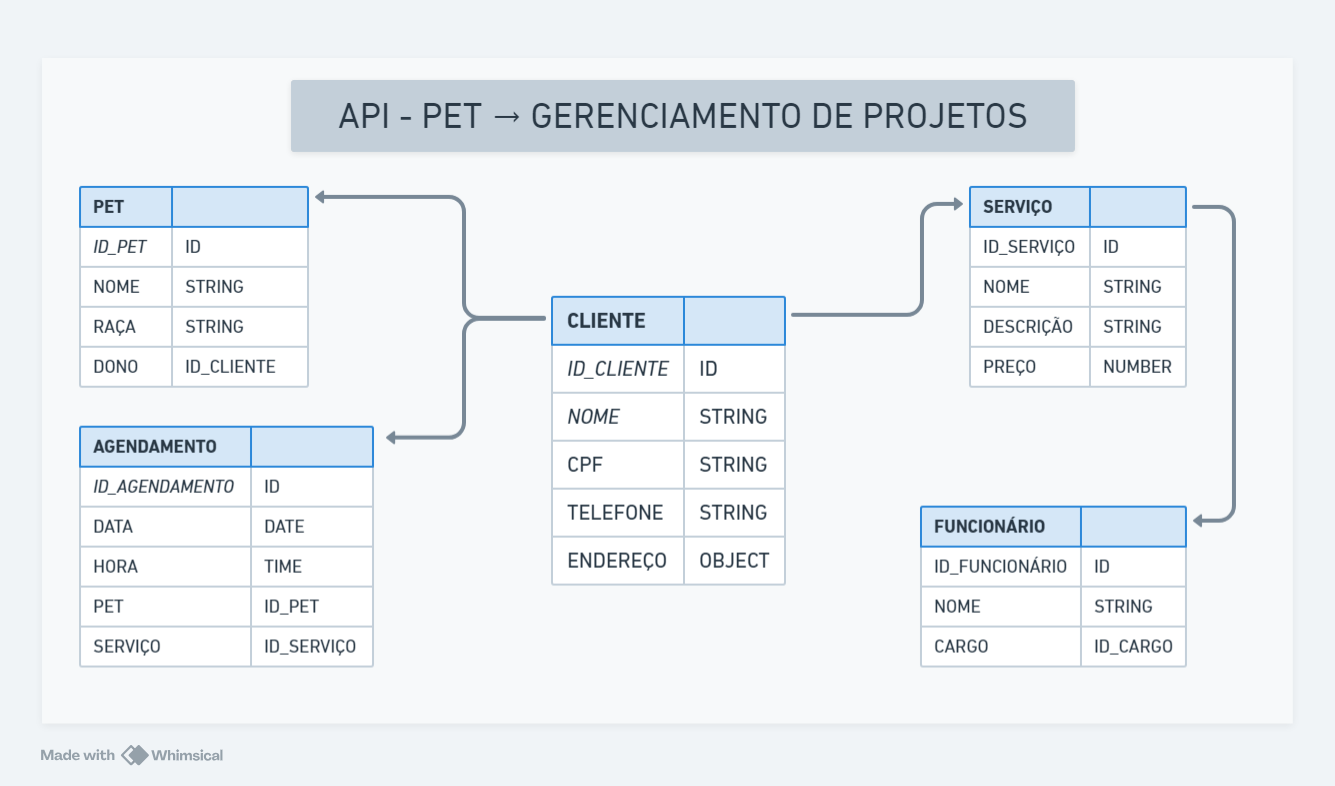 API - PET → GERENCIAMENTO DE PROJETOS
PET
ID_PET ID
NOME STRING
RAÇA STRING
DONO ID_CLIENTE
AGENDAMENTO
ID_AGENDAMENTO ID
DATA DATE
HORA TIME
PET ID_PET
SERVIÇO ID_SERVIÇO
CLIENTE
ID_CLIENTE ID
NOME STRING
CPF STRING
TELEFONE STRING
ENDEREÇO OBJECT
SERVIÇO
ID_SERVIÇO ID
NOME STRING
DESCRIÇÃO STRING
PREÇO NUMBER
FUNCIONÁRIO
ID_FUNCIONÁRIO ID
NOME STRING
CARGO ID_CARGO
Made with Whimsical